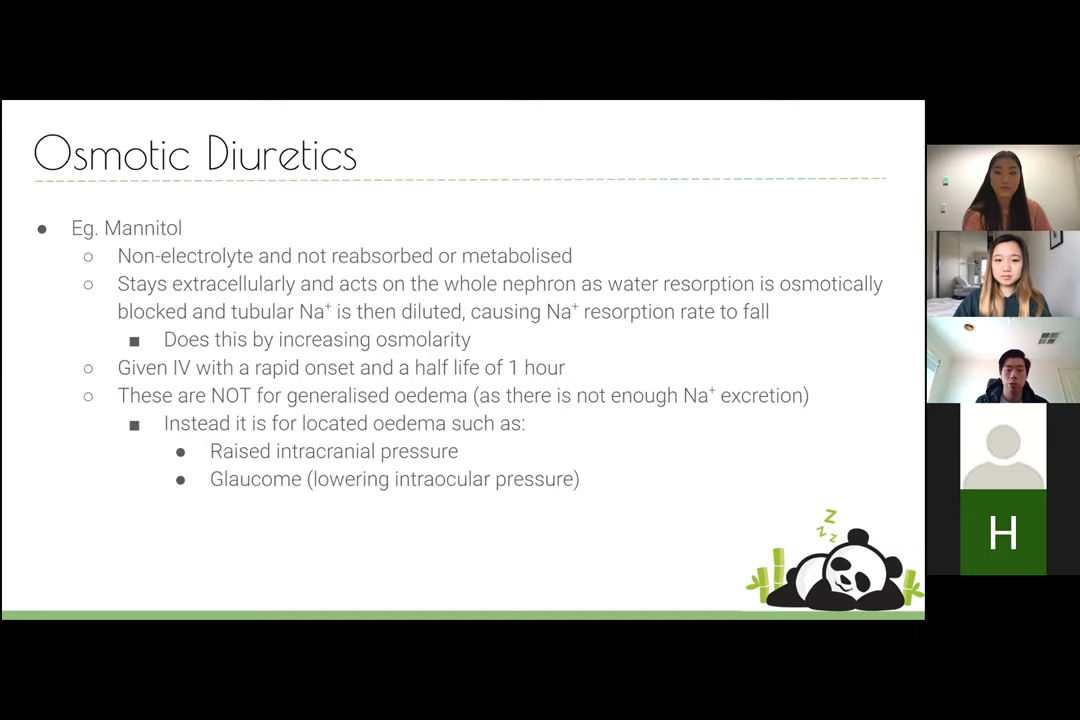 Osmotic Diuretics
● Eg. Mannitol
○ Non-electrolyte and not reabsorbed or metabolised
○ Stays extracellularly and acts on the whole nephron as water resorption is osmotically
blocked and tubular Na⁺ is then diluted, causing Na⁺ resorption rate to fall
■ Does this by increasing osmolarity
○ Given IV with a rapid onset and a half life of 1 hour
○ These are NOT for generalised oedema (as there is not enough Na⁺ excretion)
■ Instead it is for located oedema such as:
● Raised intracranial pressure
● Glaucome (lowering intraocular pressure)
z
z
z
H